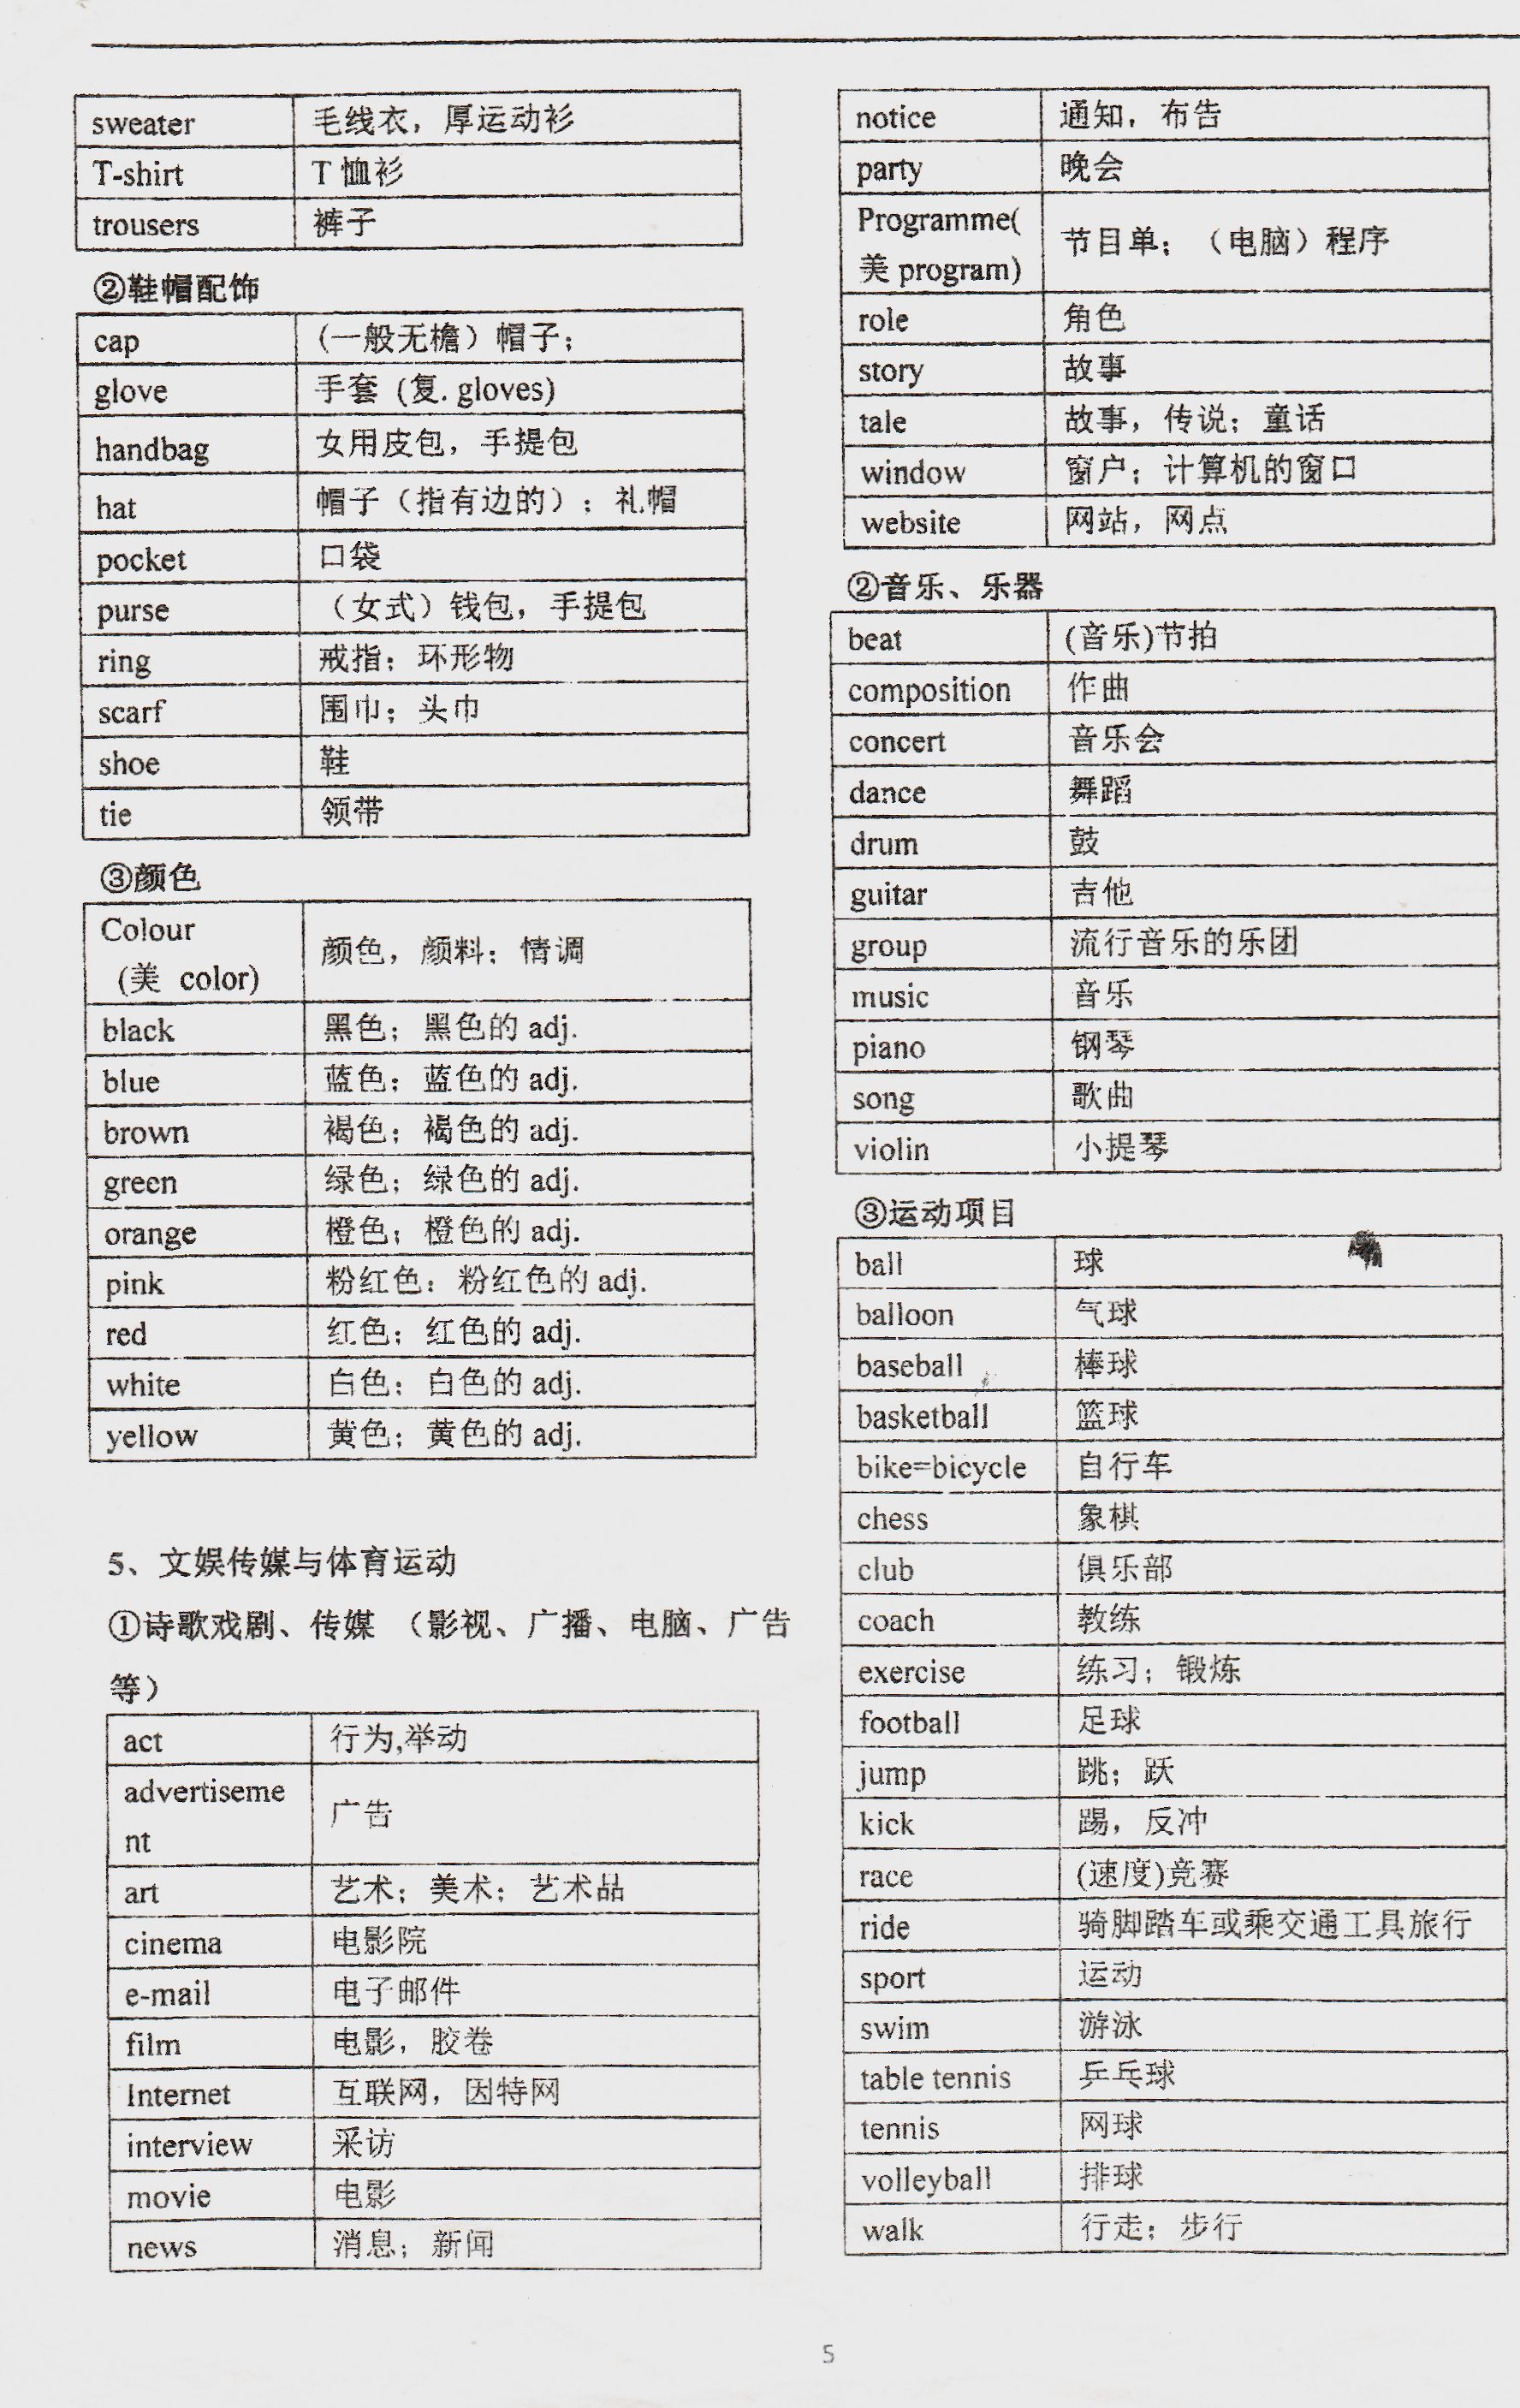 sweater 毛线衣，厚运动衫
T-shirt T 恤衫
trousers 裤子
②鞋帽配饰
cap (一般无檐）帽子；
glove 手套 (复. gloves)
handbag 女用皮包，手提包
hat 帽子（指有边的）；礼帽
pocket 口袋
purse （女式）钱包，手提包
ring 戒指；环形物
scarf 围巾；头巾
shoe 鞋
tie 领带
③颜色
Colour
(美 color) 颜色，颜料；情调
black 黑色；黑色的 adj.
blue 蓝色；蓝色的 adj.
brown 褐色；褐色的 adj.
green 绿色；绿色的 adj.
orange 橙色；橙色的 adj.
pink 粉红色：粉红色的 adj.
red 红色；红色的 adj.
white 白色；白色的 adj.
yellow 黄色；黄色的 adj.
5、文娱传媒与体育运动
①诗歌戏剧、传媒 （影视、广播、电脑、广告
等）
act 行为,举动
advertiseme
nt 广告
art 艺术；美术；艺术品
cinema 电影院
e-mail 电子邮件
film 电影，胶卷
Internet 互联网，因特网
interview 采访
movie 电影
news 消息；新闻
notice 通知，布告
party 晚会
Programme(
美 program) 节目单；（电脑）程序
role 角色
story 故事
tale 故事，传说；童话
window 窗户；计算机的窗口
website 网站，网点
②音乐、乐器
beat (音乐)节拍
composition 作曲
concert 音乐会
dance 舞蹈
drum 鼓
guitar 吉他
group 流行音乐的乐团
music 音乐
piano 钢琴
song 歌曲
violin 小提琴
③运动项目
ball 球
balloon 气球
baseball 棒球
basketball 篮球
bike=bicycle 自行车
chess 象棋
club 俱乐部
coach 教练
exercise 练习；锻炼
football 足球
jump 跳；跃
kick 踢，反冲
race (速度)竞赛
ride 骑脚踏车或乘交通工具旅行
sport 运动
swim 游泳
table tennis 乒乓球
tennis 网球
volleyball 排球
walk 行走；步行
5